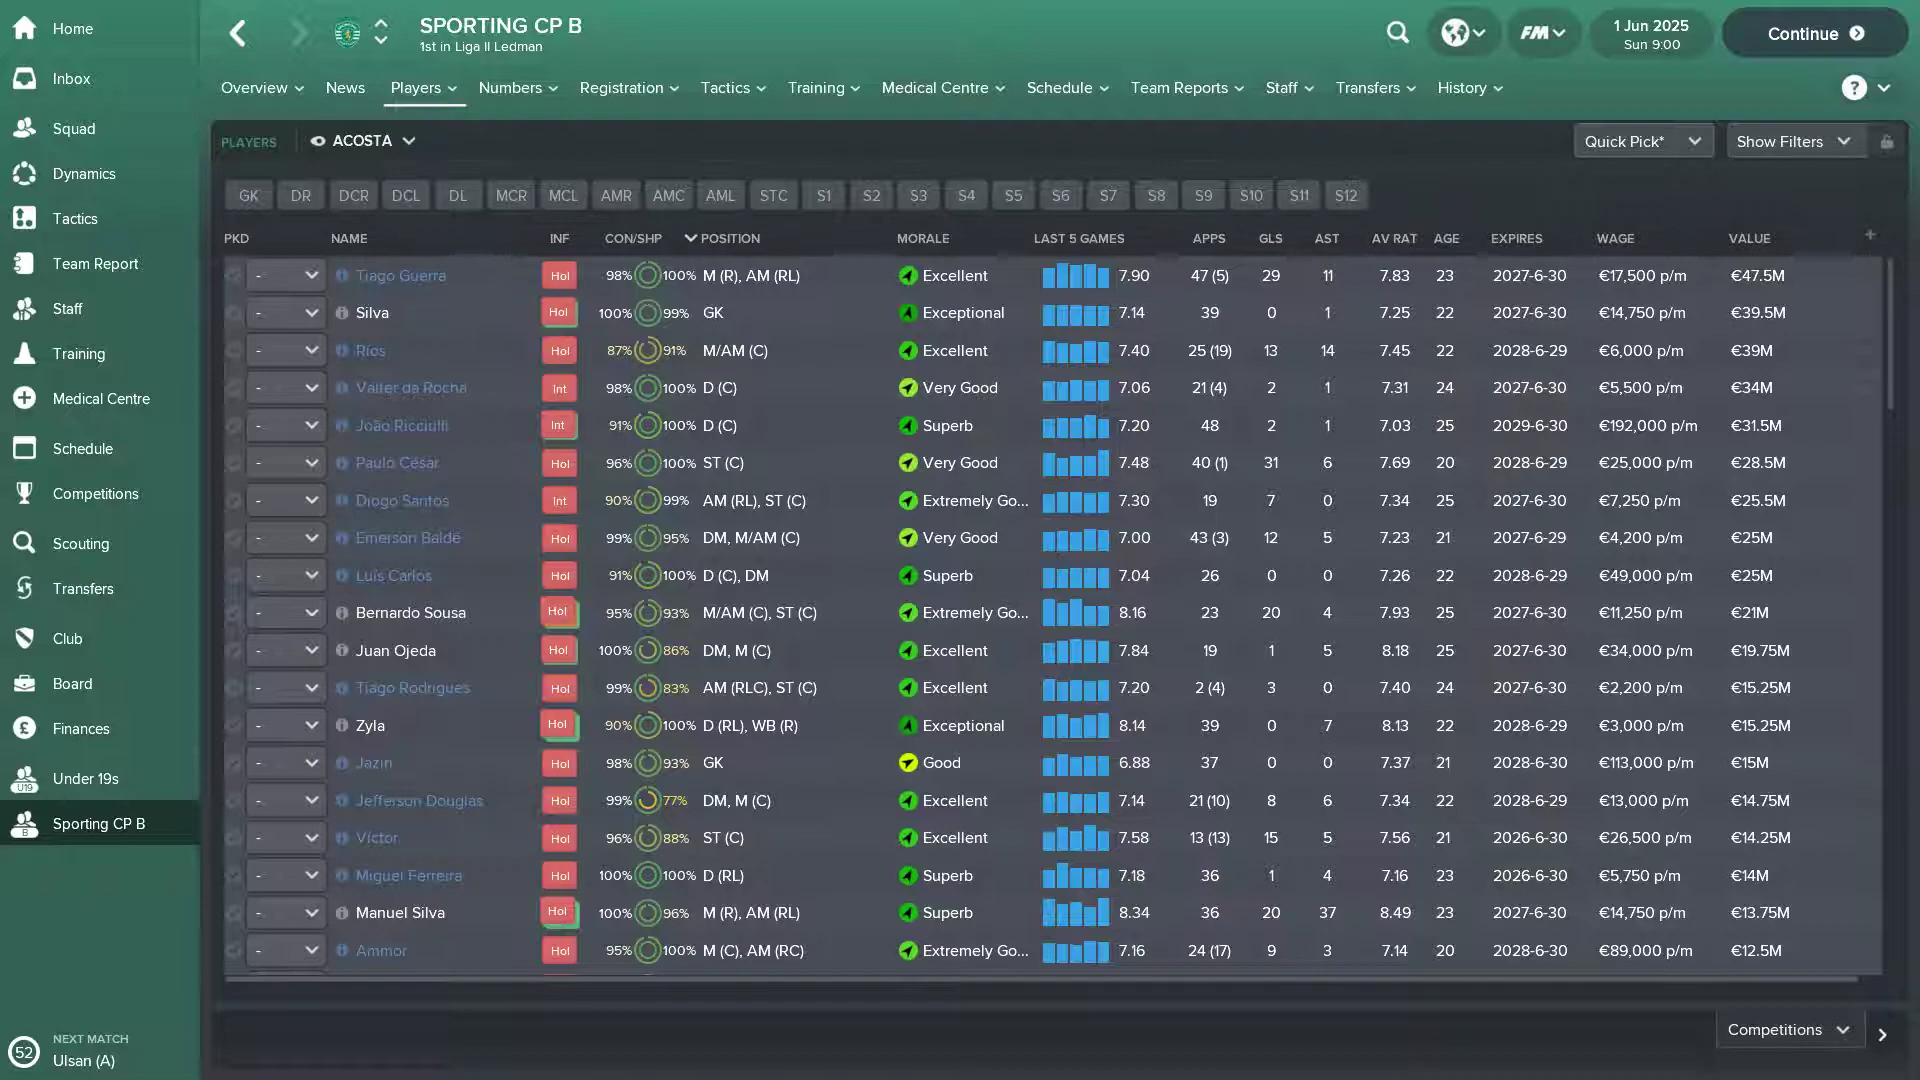 Home
Inbox
Squad
Dynamics
Tactics
Team Report
Staff
Training
Medical Centre
Schedule
Competitions
Scouting
Transfers
Club
Board
Finances
U19
Under 19s
B
Sporting CP B
52
NEXT MATCH
Ulsan (A)
SPORTING CP B
1st in Liga II Ledman
FM
1 Jun 2025
Sun 9:00
Continue
Overview News Players Numbers Registration Tactics Training Medical Centre Schedule Team Reports Staff Transfers History ?
PLAYERS ACOSTA Quick Pick* Show Filters
GK DR DCR DCL DL MCR MCL AMR AMC AML STC S1 S2 S3 S4 S5 S6 S7 S8 S9 S10 S11 S12
PKD NAME INF CON/SHP POSITION MORALE LAST 5 GAMES APPS GLS AST AV RAT AGE EXPIRES WAGE VALUE +
- Tiago Guerra Hol 98% 100% M (R), AM (RL) Excellent 7.90 47 (5) 29 11 7.83 23 2027-6-30 €17,500 p/m €47.5M
- Silva Hol 100% 99% GK Exceptional 7.14 39 0 1 7.25 22 2027-6-30 €14,750 p/m €39.5M
- Ríos Hol 87% 91% M/AM (C) Excellent 7.40 25 (19) 13 14 7.45 22 2028-6-29 €6,000 p/m €39M
- Valter da Rocha Int 98% 100% D (C) Very Good 7.06 21 (4) 2 1 7.31 24 2027-6-30 €5,500 p/m €34M
- João Ricciulli Int 91% 100% D (C) Superb 7.20 48 2 1 7.03 25 2029-6-30 €192,000 p/m €31.5M
- Paulo César Hol 96% 100% ST (C) Very Good 7.48 40 (1) 31 6 7.69 20 2028-6-29 €25,000 p/m €28.5M
- Diogo Santos Int 90% 99% AM (RL), ST (C) Extremely Go... 7.30 19 7 0 7.34 25 2027-6-30 €7,250 p/m €25.5M
- Emerson Baldé Hol 99% 95% DM, M/AM (C) Very Good 7.00 43 (3) 12 5 7.23 21 2027-6-29 €4,200 p/m €25M
- Luís Carlos Hol 91% 100% D (C), DM Superb 7.04 26 0 0 7.26 22 2028-6-29 €49,000 p/m €25M
- Bernardo Sousa Hol 95% 93% M/AM (C), ST (C) Extremely Go... 8.16 23 20 4 7.93 25 2027-6-30 €11,250 p/m €21M
- Juan Ojeda Hol 100% 86% DM, M (C) Excellent 7.84 19 1 5 8.18 25 2027-6-30 €34,000 p/m €19.75M
- Tiago Rodrigues Hol 99% 83% AM (RLC), ST (C) Excellent 7.20 2 (4) 3 0 7.40 24 2027-6-30 €2,200 p/m €15.25M
- Zyla Hol 90% 100% D (RL), WB (R) Exceptional 8.14 39 0 7 8.13 22 2028-6-29 €3,000 p/m €15.25M
- Jazin Hol 98% 93% GK Good 6.88 37 0 0 7.37 21 2028-6-30 €113,000 p/m €15M
- Jefferson Douglas Hol 99% 77% DM, M (C) Excellent 7.14 21 (10) 8 6 7.34 22 2028-6-29 €13,000 p/m €14.75M
- Víctor Hol 96% 88% ST (C) Excellent 7.58 13 (13) 15 5 7.56 21 2026-6-30 €26,500 p/m €14.25M
- Miguel Ferreira Hol 100% 100% D (RL) Superb 7.18 36 1 4 7.16 23 2026-6-30 €5,750 p/m €14M
- Manuel Silva Hol 100% 96% M (R), AM (RL) Superb 8.34 36 20 37 8.49 23 2027-6-30 €14,750 p/m €13.75M
- Ammor Hol 95% 100% M (C), AM (RC) Extremely Go... 7.16 24 (17) 9 3 7.14 20 2028-6-30 €89,000 p/m €12.5M
Competitions